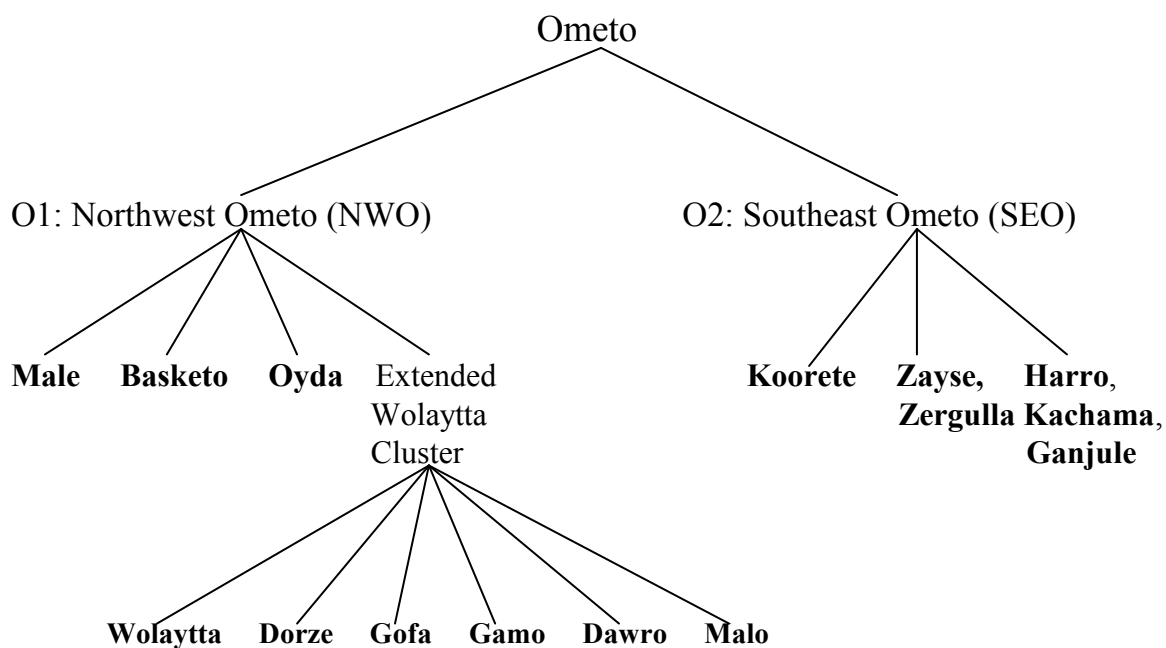 Ometo
O1: Northwest Ometo (NWO) O2: Southeast Ometo (SEO)
Male Basketo Oyda Extended Koorete Zayse, Harro,
Wolaytta Zergulla Kachama,
Cluster Ganjule
Wolaytta Dorze Gofa Gamo Dawro Malo